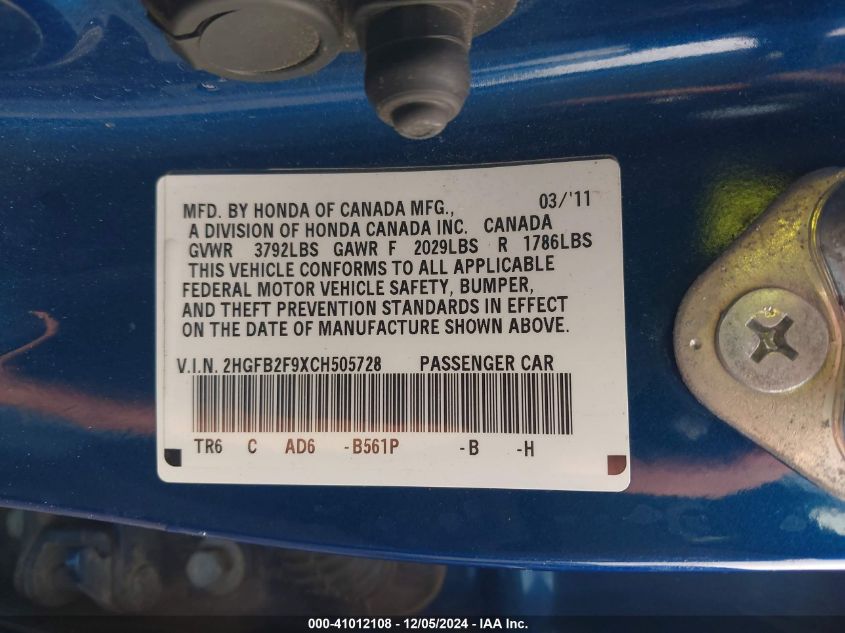 MFD. BY HONDA OF CANADA MFG., 03/'11
A DIVISION OF HONDA CANADA INC. CANADA
GVWR 3792LBS GAWR F 2029LBS R 1786LBS
THIS VEHICLE CONFORMS TO ALL APPLICABLE
FEDERAL MOTOR VEHICLE SAFETY, BUMPER,
AND THEFT PREVENTION STANDARDS IN EFFECT
ON THE DATE OF MANUFACTURE SHOWN ABOVE.
V.I.N. 2HGFB2F9XCH505728 PASSENGER CAR
TR6 C AD6 -B561P -B -H
000-41012108 - 12/05/2024 - IAA Inc.